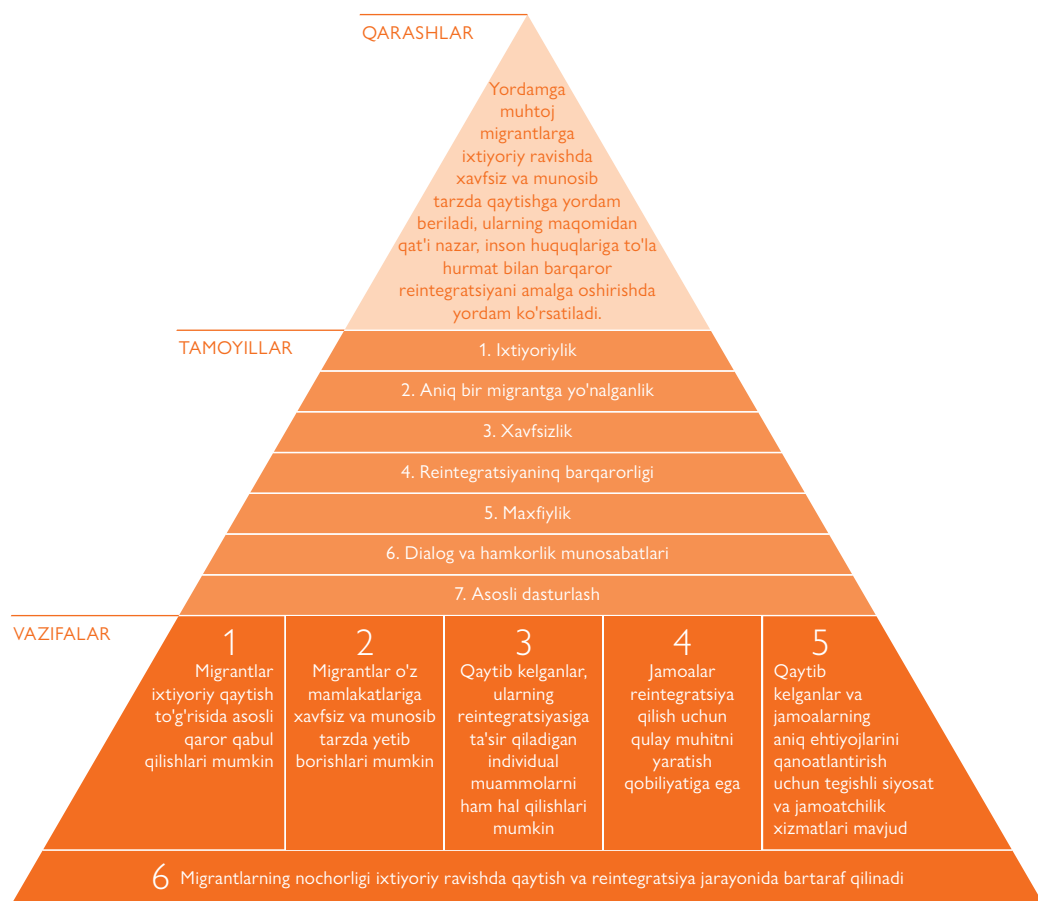 QARASHLAR
Yordamga
muhtoj
migrantlarga
ixtiyoriy ravishda
xavfsiz va munosib
tarzda qaytishga yordam
beriladi, ularning maqomidan
qat'i nazar, inson huquqlariga to'la
hurmat bilan barqaror
reintegratsiyani amalga oshirishda
yordam ko'rsatiladi.
TAMOYILLAR
1. Ixtiyoriylik
2. Aniq bir migrantga yo'nalganlik
3. Xavfsizlik
4. Reintegratsiyaninq barqarorligi
5. Maxfiylik
6. Dialog va hamkorlik munosabatlari
7. Asosli dasturlash
VAZIFALAR
1
Migrantlar
ixtiyoriy qaytish
to'g'risida asosli
qaror qabul
qilishlari mumkin
2
Migrantlar o'z
mamlakatlariga
xavfsiz va munosib
tarzda yetib
borishlari mumkin
3
Qaytib kelganlar,
ularning
reintegratsiyasiga
ta'sir qiladigan
individual
muammolarni
ham hal qilishlari
mumkin
4
Jamoalar
reintegratsiya
qilish uchun
qulay muhitni
yaratish
qobiliyatiga ega
5
Qaytib
kelganlar va
jamoalarning
aniq ehtiyojlarini
qanoatlantirish
uchun tegishli siyosat
va jamoatchilik
xizmatlari mavjud
6 Migrantlarning nochorligi ixtiyoriy ravishda qaytish va reintegratsiya jarayonida bartaraf qilinadi